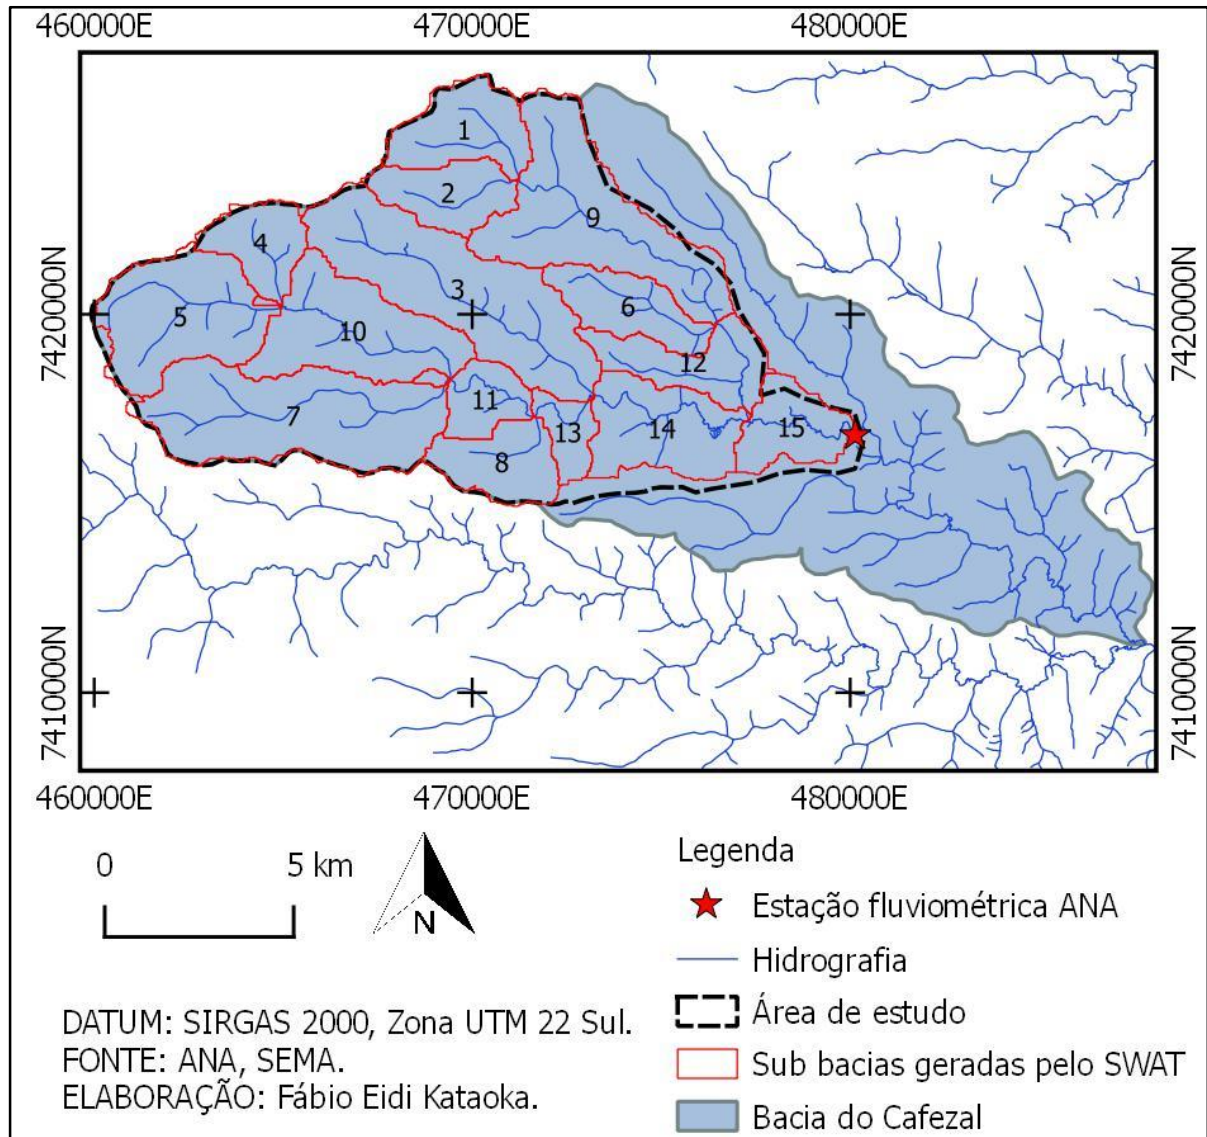 460000E 470000E 480000E
1
2
9
4
3
6
5
10
12
11
7
13
14
15
8
7420000N
7420000N
7410000N
7410000N
460000E 470000E 480000E
0 5 km
N
Legenda
Estação fluviométrica ANA
Hidrografia
Área de estudo
Sub bacias geradas pelo SWAT
Bacia do Cafezal
DATUM: SIRGAS 2000, Zona UTM 22 Sul.
FONTE: ANA, SEMA.
ELABORAÇÃO: Fábio Eidi Kataoka.